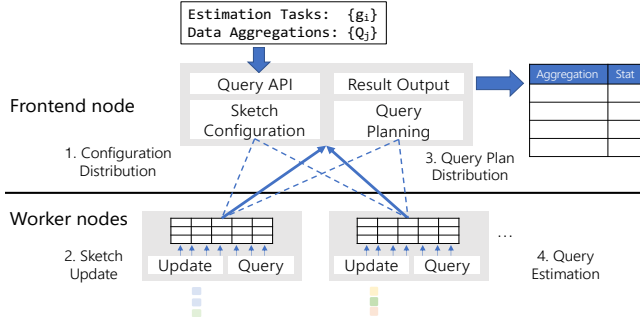 Estimation Tasks: {gᵢ}
Data Aggregations: {Qⱼ}
Query API
Result Output
Sketch
Configuration
Query
Planning
Aggregation
Stat
Frontend node
1. Configuration
Distribution
3. Query Plan
Distribution
Worker nodes
2. Sketch
Update
Update
Query
Update
Query
...
4. Query
Estimation